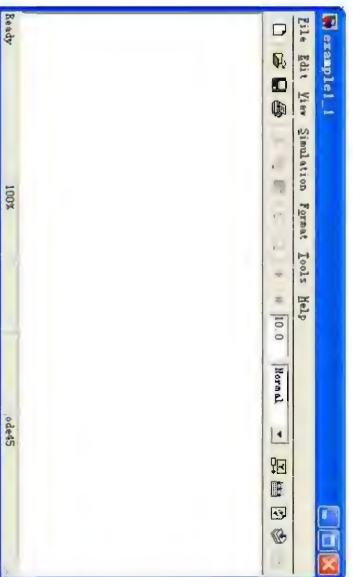 example1_1
File Edit View Simulation Format Tools Help
10.0 Normal
Ready 100% ode45